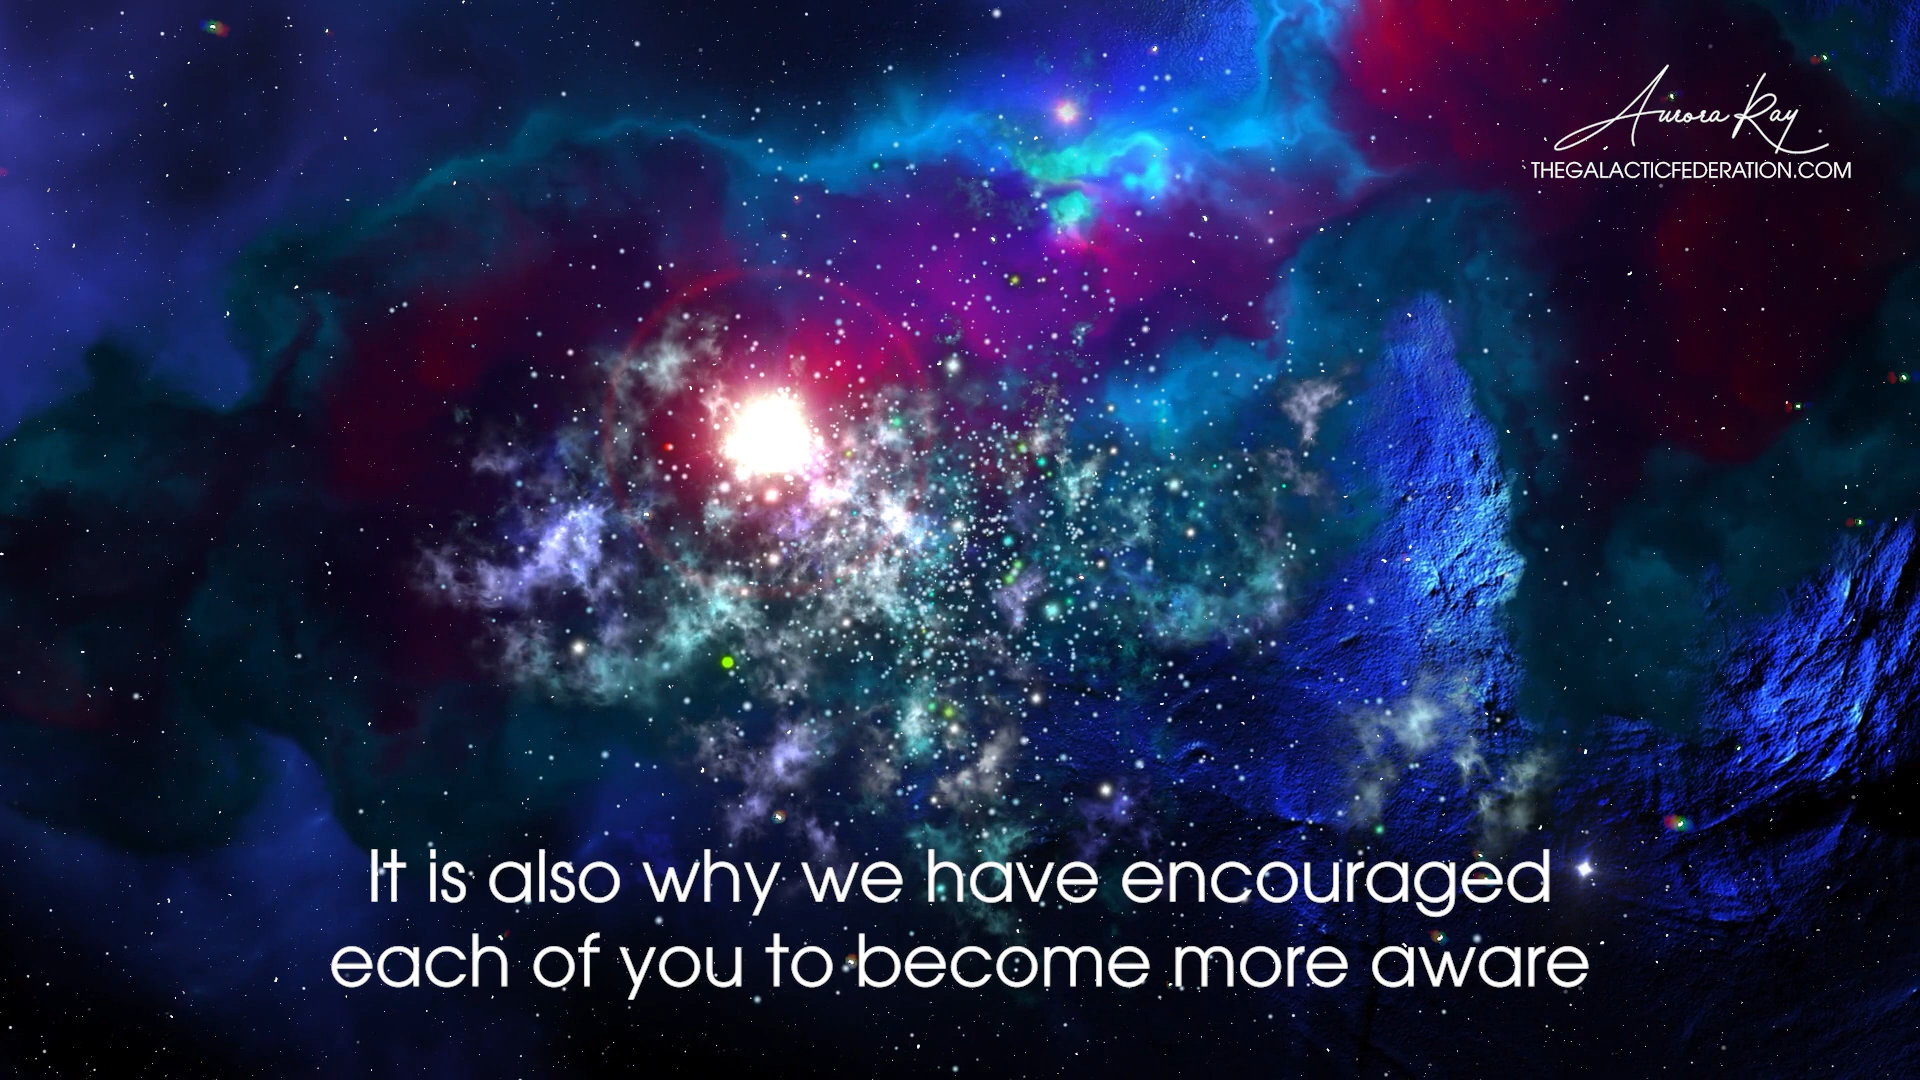 Aurora Ray
THEGALACTICFEDERATION.COM
It is also why we have encouraged
each of you to become more aware